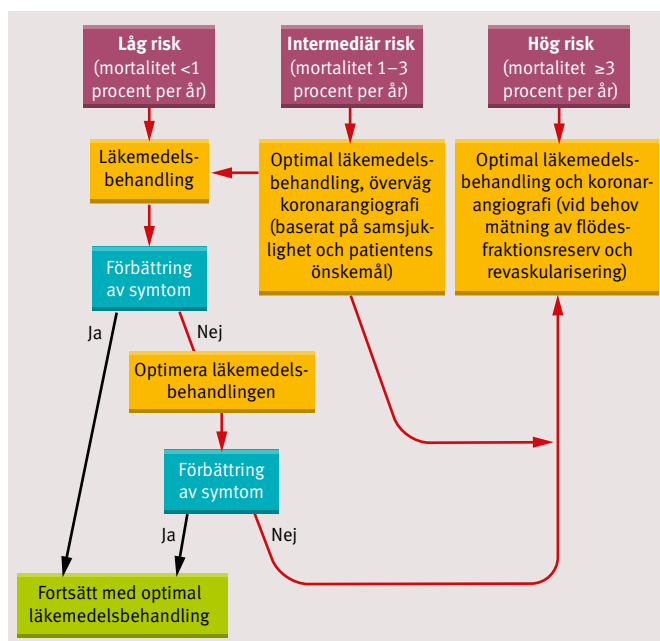 Låg risk
(mortalitet <1
procent per år)
Intermediär risk
(mortalitet 1–3
procent per år)
Hög risk
(mortalitet ≥3
procent per år)
Läkemedels-
behandling
Optimal läkemedels-
behandling, överväg
koronarangiografi
(baserat på samsjuk-
lighet och patientens
önskemål)
Optimal läkemedels-
behandling och koronar-
angiografi (vid behov
mätning av flödes-
fraktionsreserv och
revaskularisering)
Förbättring
av symtom
Ja
Nej
Optimera läkemedels-
behandlingen
Förbättring
av symtom
Ja
Nej
Fortsätt med optimal
läkemedelsbehandling